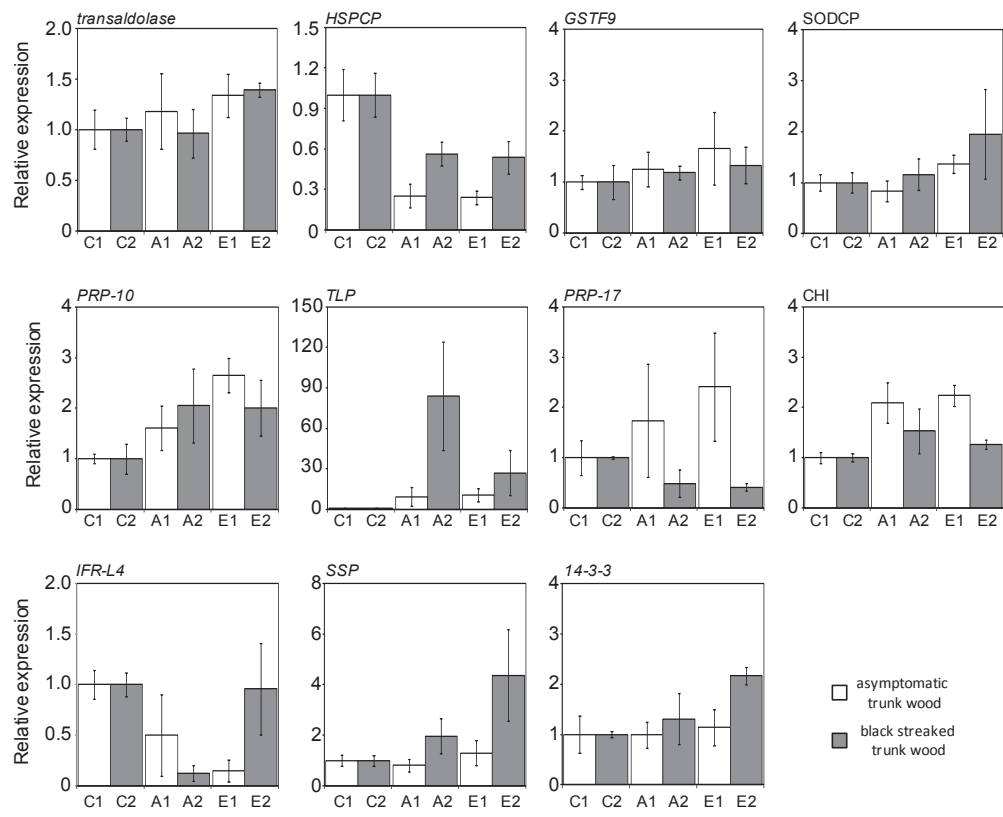 transaldolase HSPCP GSTF9 SODCP
Relative expression
2.0 1.5 1.0 0.5 0
1.5 1.2 0.9 0.6 0.3 0
4 3 2 1 0
4 3 2 1 0
C1 C2 A1 A2 E1 E2 C1 C2 A1 A2 E1 E2 C1 C2 A1 A2 E1 E2 C1 C2 A1 A2 E1 E2
PRP-10 TLP PRP-17 CHI
Relative expression
4 3 2 1 0
150 120 90 60 30 0
4 3 2 1 0
4 3 2 1 0
C1 C2 A1 A2 E1 E2 C1 C2 A1 A2 E1 E2 C1 C2 A1 A2 E1 E2 C1 C2 A1 A2 E1 E2
IFR-L4 SSP 14-3-3
Relative expression
2.0 1.5 1.0 0.5 0
8 6 4 2 0
4 3 2 1 0
C1 C2 A1 A2 E1 E2 C1 C2 A1 A2 E1 E2 C1 C2 A1 A2 E1 E2
asymptomatic
trunk wood
black streaked
trunk wood